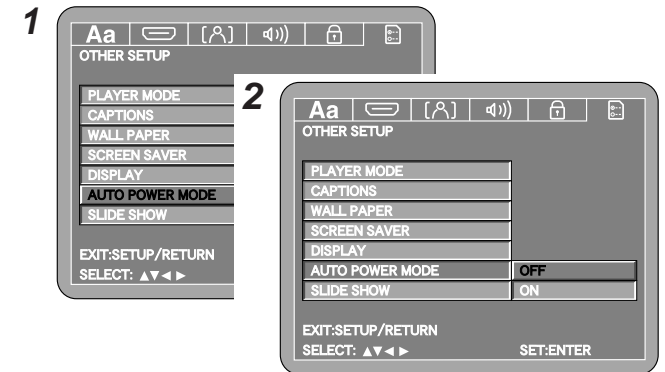 1
Aa
OTHER SETUP
PLAYER MODE
CAPTIONS
WALL PAPER
SCREEN SAVER
DISPLAY
AUTO POWER MODE
SLIDE SHOW
EXIT:SETUP/RETURN
SELECT: ▲▼◄ ►
2
Aa
OTHER SETUP
PLAYER MODE
CAPTIONS
WALL PAPER
SCREEN SAVER
DISPLAY
AUTO POWER MODE OFF
SLIDE SHOW ON
EXIT:SETUP/RETURN
SELECT: ▲▼◄ ► SET:ENTER